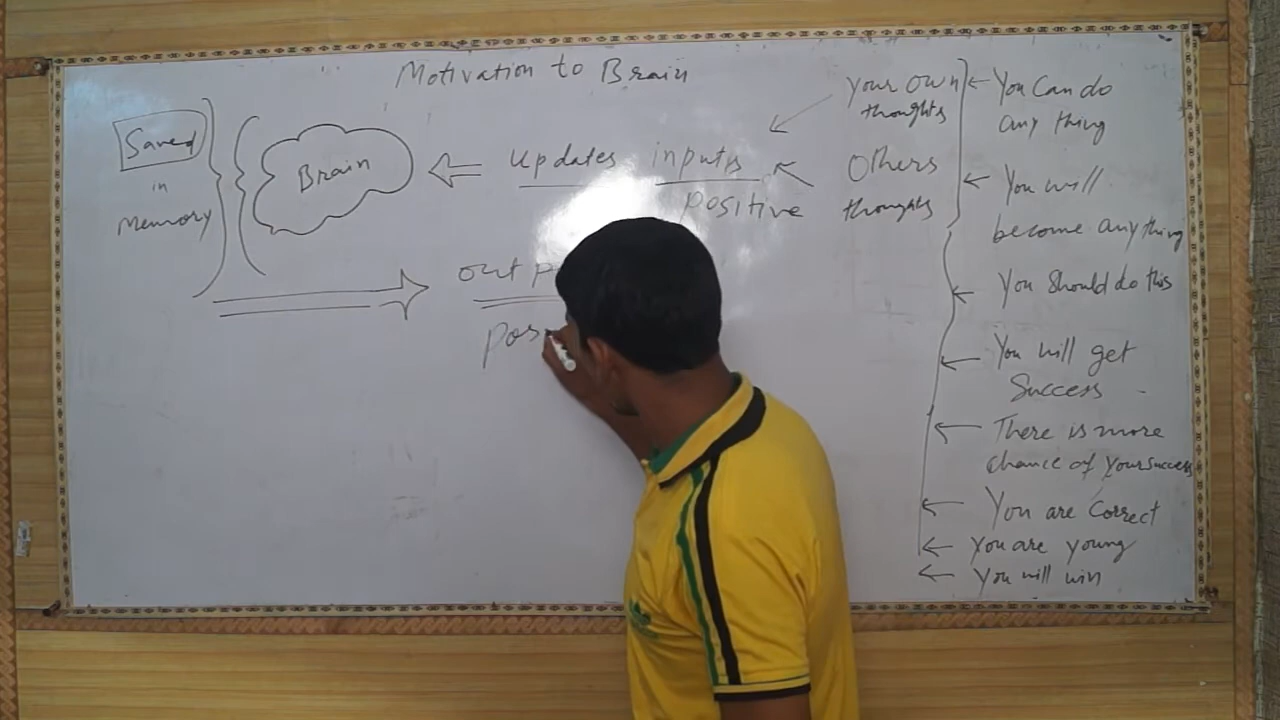 Motivation to Brain
Saved
in
Memory
Brain
updates inputs
positive
your own
thoughts
Others
thoughts
out p
pos
You Can do
any thing
You will
become any thing
You Should do this
You will get
Success
There is more
chance of your success
You are Correct
You are young
You will win